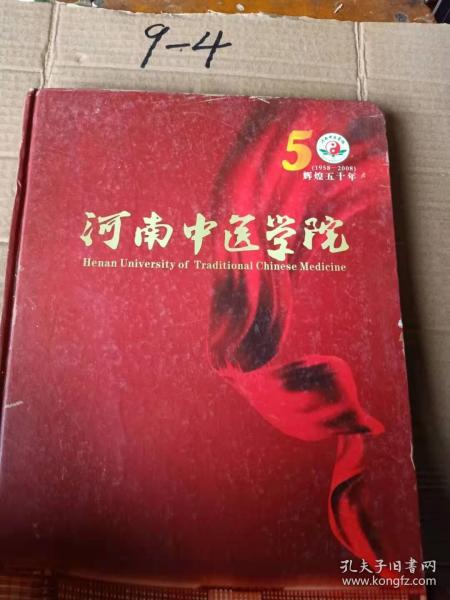 9-4
50
(1958-2008)
辉煌五十年
河南中医学院
Henan University of Traditional Chinese Medicine
孔夫子旧书网
www.kongfz.com